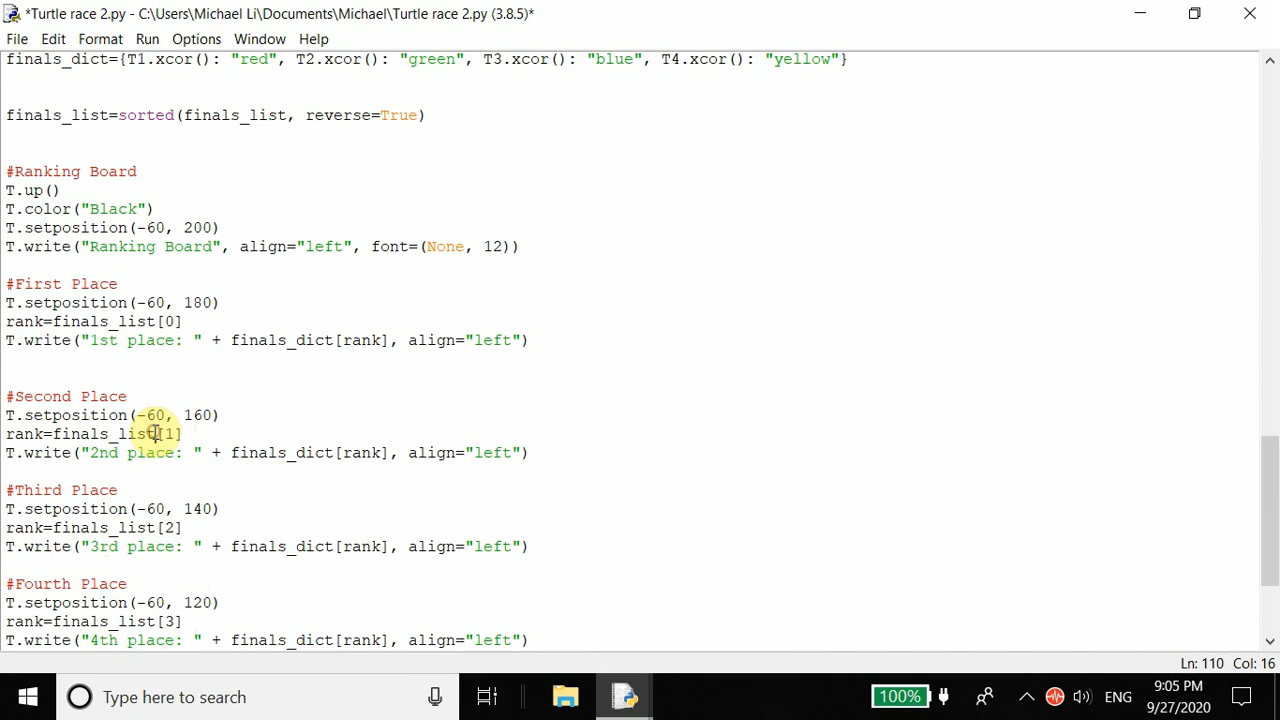 *Turtle race 2.py - C:\Users\Michael Li\Documents\Michael\Turtle race 2.py (3.8.5)*
File Edit Format Run Options Window Help
finals_dict={T1.xcor(): "red", T2.xcor(): "green", T3.xcor(): "blue", T4.xcor(): "yellow"}
finals_list=sorted(finals_list, reverse=True)
#Ranking Board
T.up()
T.color("Black")
T.setposition(-60, 200)
T.write("Ranking Board", align="left", font=(None, 12))
#First Place
T.setposition(-60, 180)
rank=finals_list[0]
T.write("1st place: " + finals_dict[rank], align="left")
#Second Place
T.setposition(-60, 160)
rank=finals_list[1]
T.write("2nd place: " + finals_dict[rank], align="left")
#Third Place
T.setposition(-60, 140)
rank=finals_list[2]
T.write("3rd place: " + finals_dict[rank], align="left")
#Fourth Place
T.setposition(-60, 120)
rank=finals_list[3]
T.write("4th place: " + finals_dict[rank], align="left")
Ln: 110 Col: 16
Type here to search
100%
ENG
9:05 PM
9/27/2020